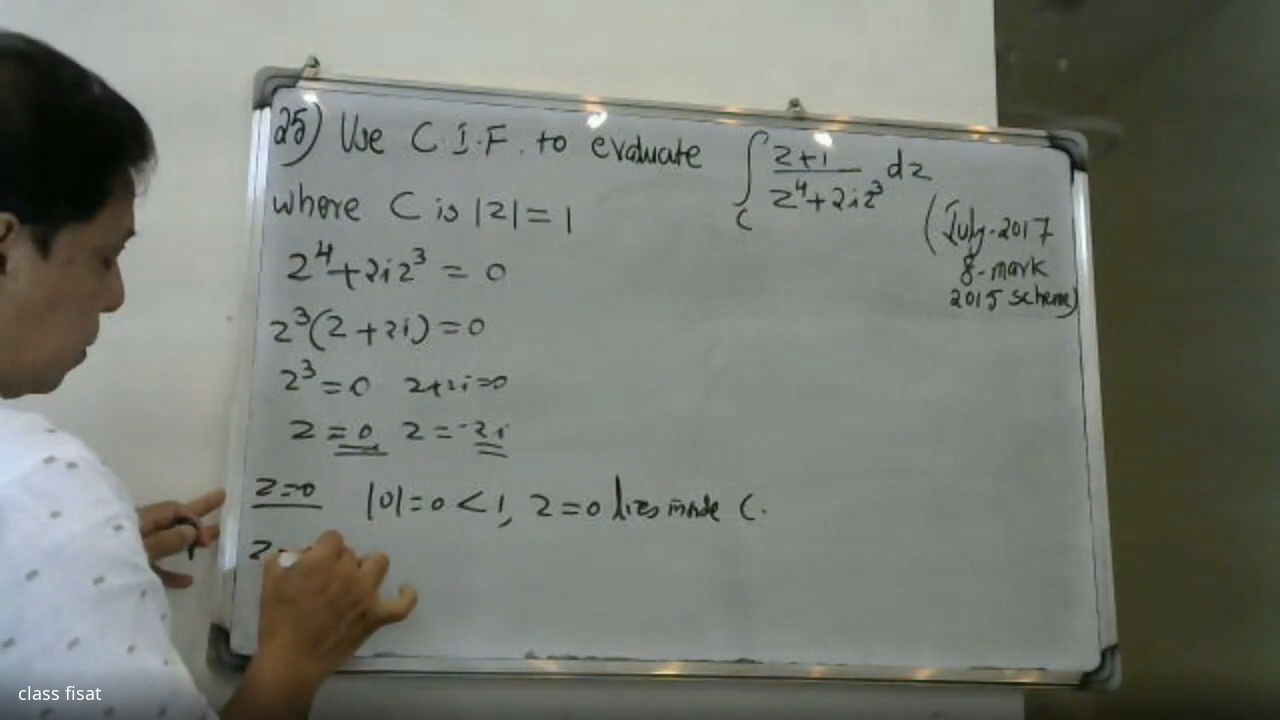 25) Use C.I.F. to evaluate ∫_C (z+1)/(z⁴+2iz³) dz
where C is |z|=1
(July-2017
8-mark
2015 scheme)
z⁴+2iz³ = 0
z³(z+2i)=0
z³=0 z+2i=0
z=0 z=-2i
z=0 |0|=0<1, z=0 lies inside C.
z=
class fisat